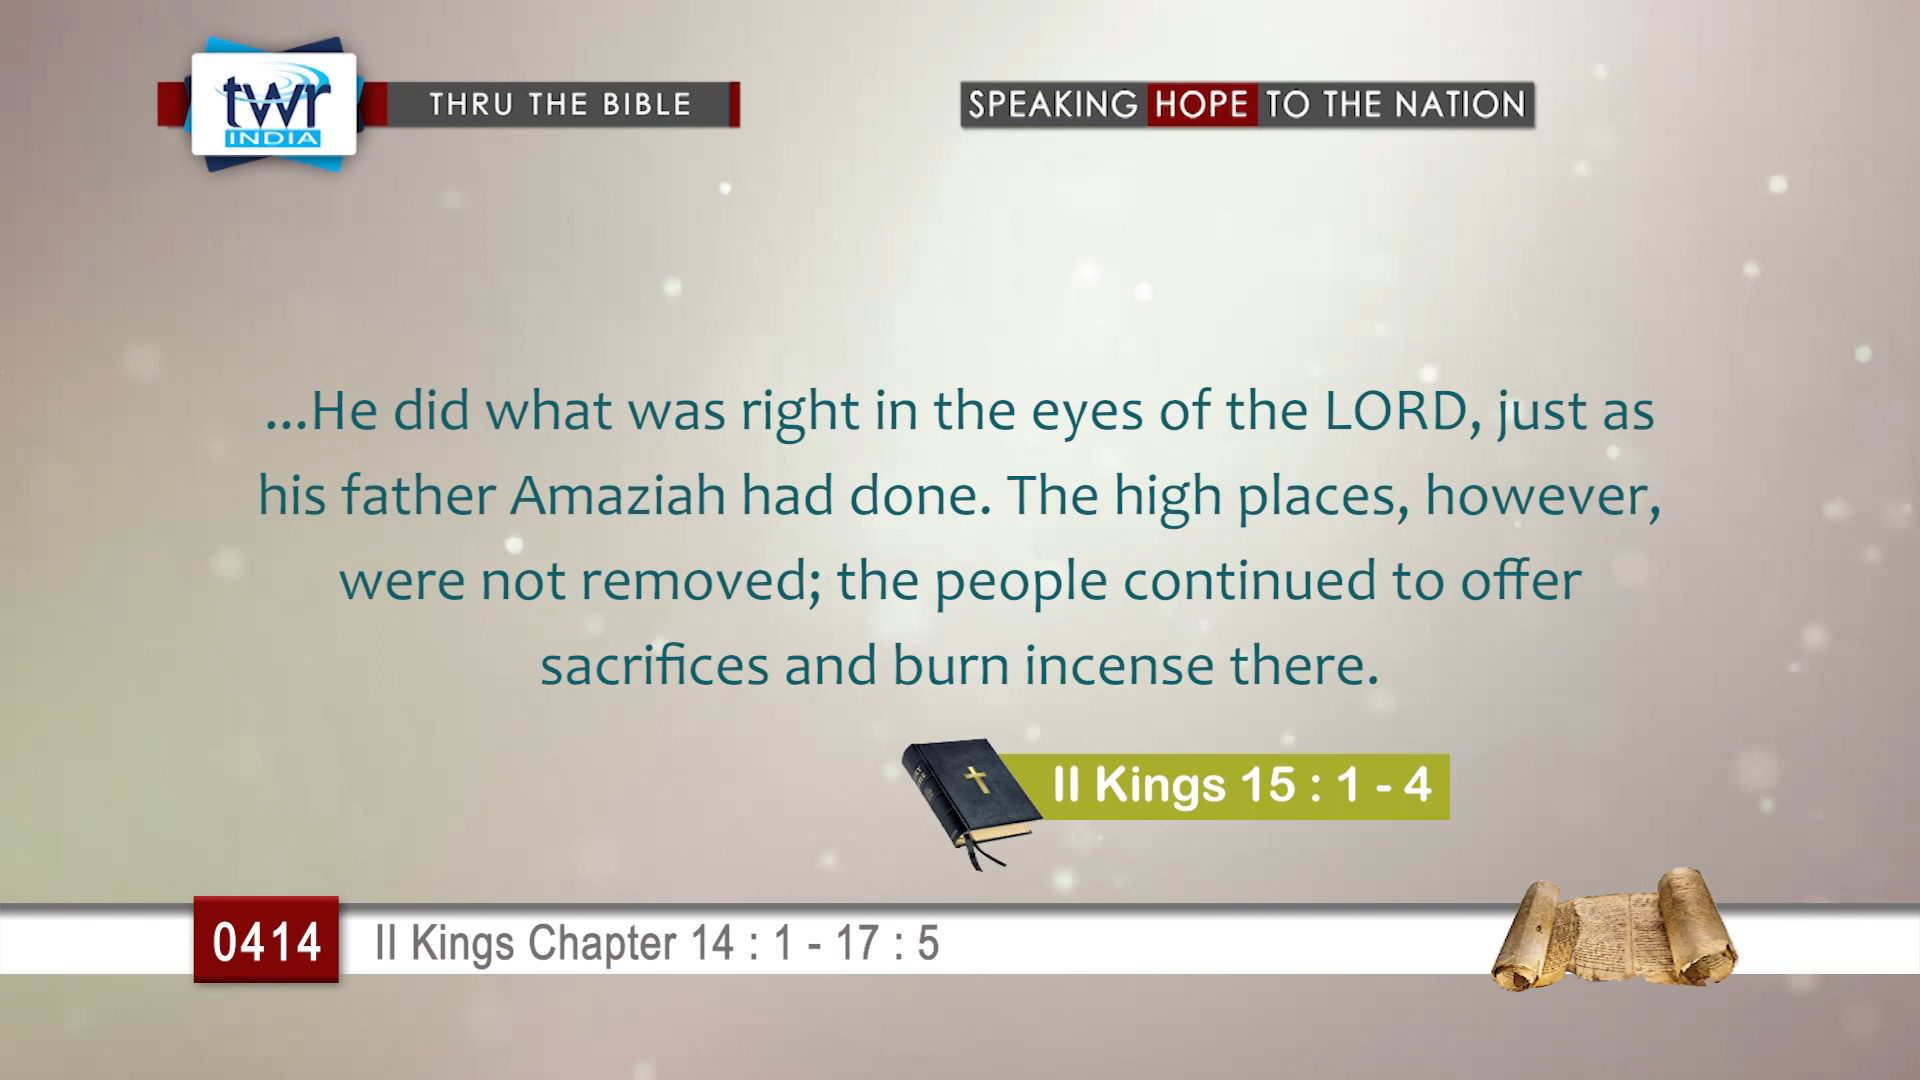 twr
INDIA
THRU THE BIBLE
SPEAKING HOPE TO THE NATION
...He did what was right in the eyes of the LORD, just as
his father Amaziah had done. The high places, however,
were not removed; the people continued to offer
sacrifices and burn incense there.
II Kings 15 : 1 - 4
0414
II Kings Chapter 14 : 1 - 17 : 5